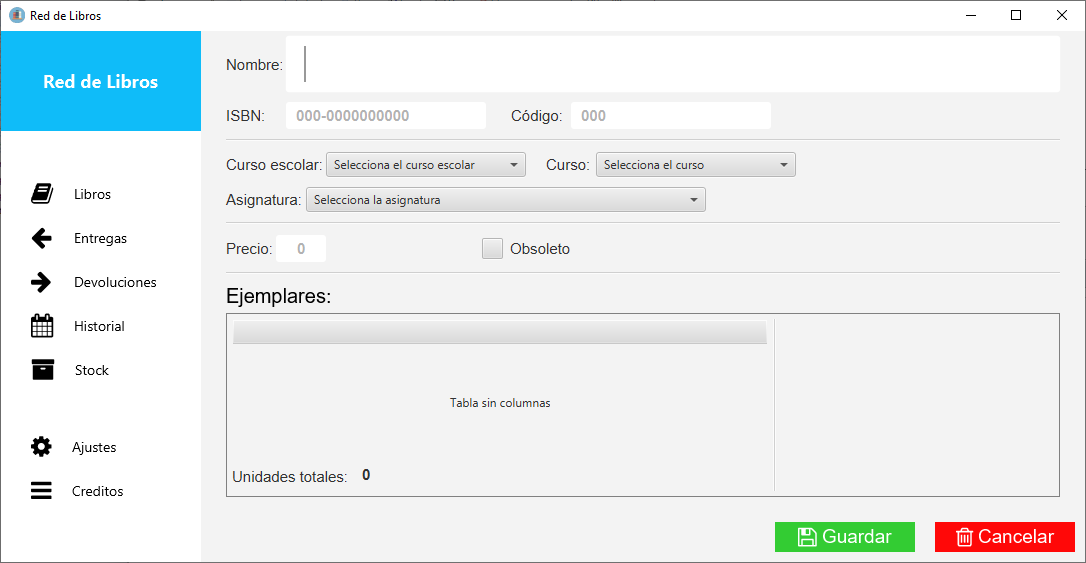 Red de Libros
Red de Libros
Libros
Entregas
Devoluciones
Historial
Stock
Ajustes
Creditos
Nombre:
ISBN: 000-0000000000 Código: 000
Curso escolar: Selecciona el curso escolar Curso: Selecciona el curso
Asignatura: Selecciona la asignatura
Precio: 0 Obsoleto
Ejemplares:
Tabla sin columnas
Unidades totales: 0
Guardar Cancelar